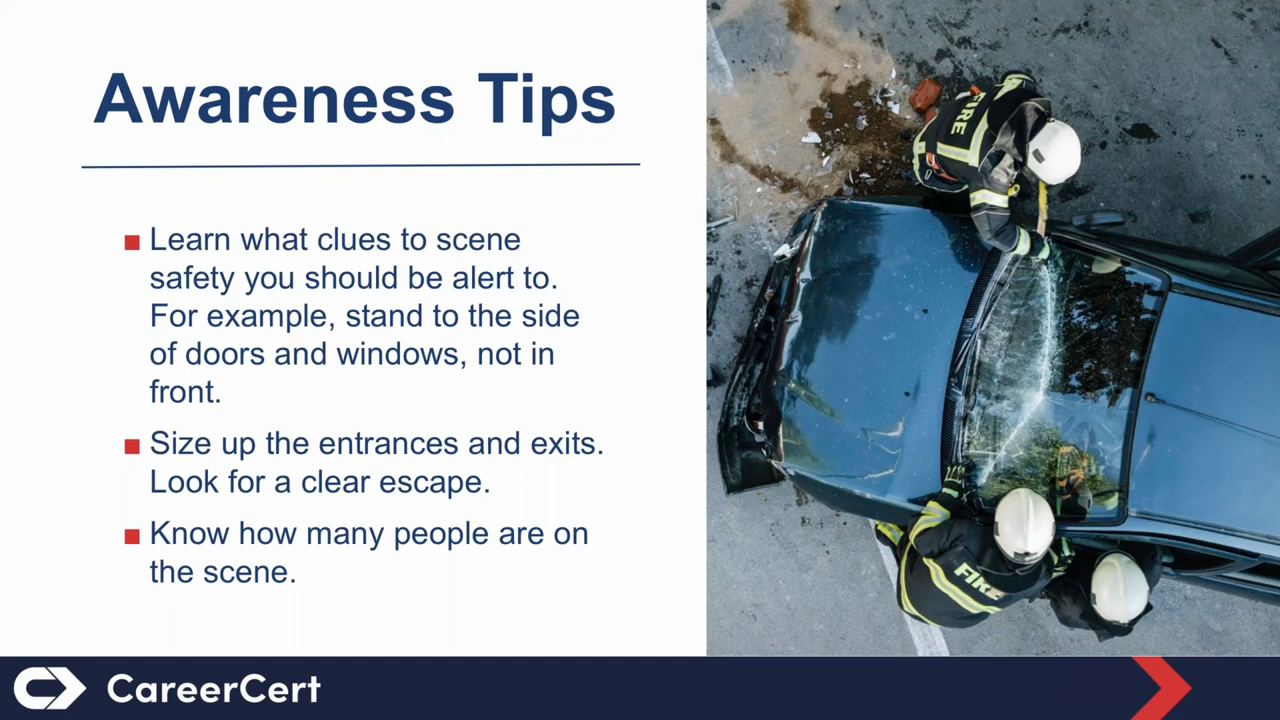 Awareness Tips
Learn what clues to scene
safety you should be alert to.
For example, stand to the side
of doors and windows, not in
front.
Size up the entrances and exits.
Look for a clear escape.
Know how many people are on
the scene.
FIRE
FIRE
CareerCert